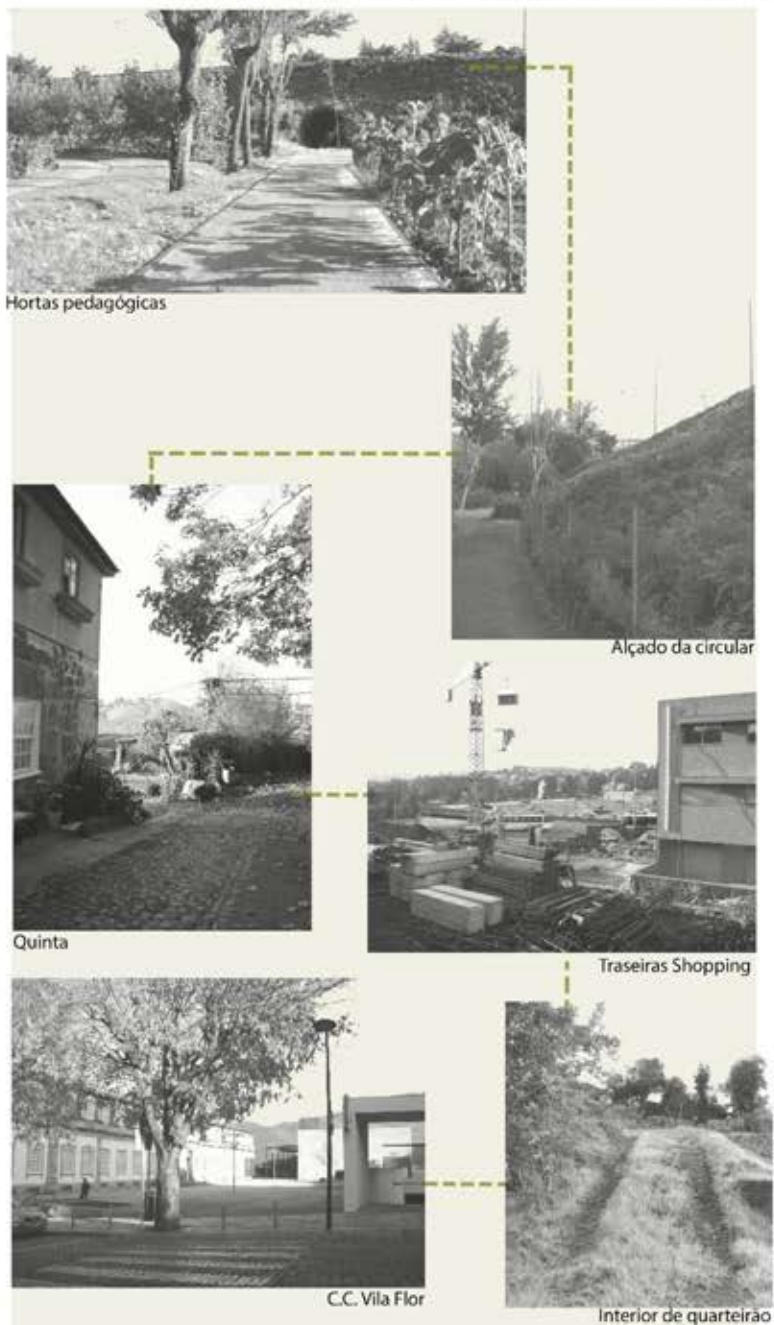 Hortas pedagógicas
Alçado da circular
Quinta
Traseiras Shopping
C.C. Vila Flor
Interior de quarteirão